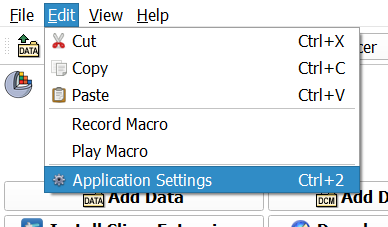 File Edit View Help
DATA cer
Cut Ctrl+X
Copy Ctrl+C
Paste Ctrl+V
Record Macro
Play Macro
Application Settings Ctrl+2
DATA Add Data DCM Add D